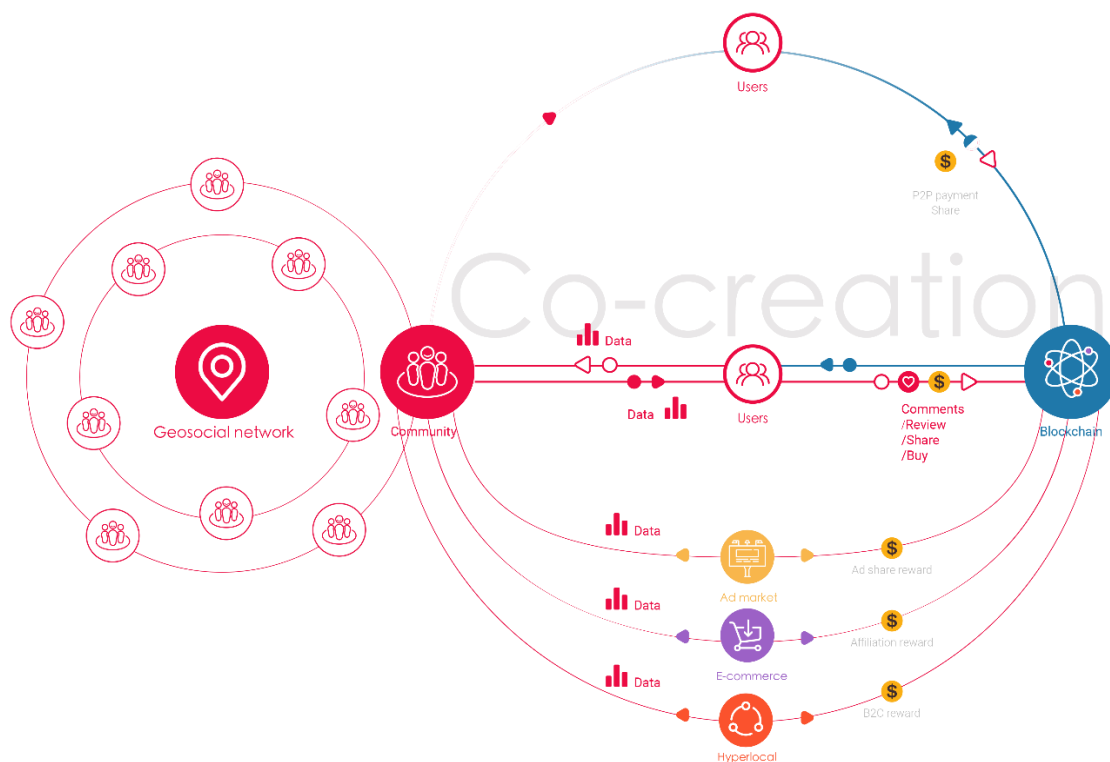 Users
$
P2P payment
Share
Co-creation
Data
Geosocial network
Community
Data
Users
$
Comments
/Review
/Share
/Buy
Blockchain
Data
$
Ad market
Ad share reward
Data
$
E-commerce
Affiliation reward
Data
$
Hyperlocal
B2C reward